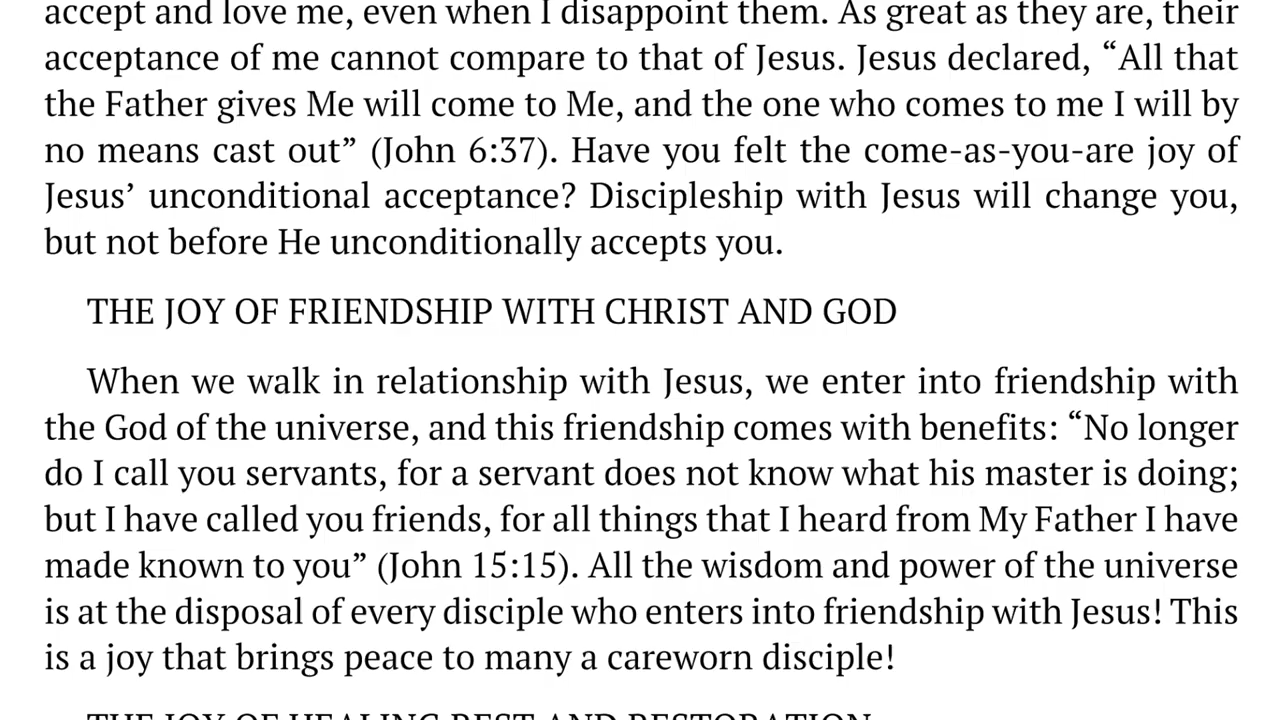 accept and love me, even when I disappoint them. As great as they are, their
acceptance of me cannot compare to that of Jesus. Jesus declared, “All that
the Father gives Me will come to Me, and the one who comes to me I will by
no means cast out” (John 6:37). Have you felt the come-as-you-are joy of
Jesus’ unconditional acceptance? Discipleship with Jesus will change you,
but not before He unconditionally accepts you.
THE JOY OF FRIENDSHIP WITH CHRIST AND GOD
When we walk in relationship with Jesus, we enter into friendship with
the God of the universe, and this friendship comes with benefits: “No longer
do I call you servants, for a servant does not know what his master is doing;
but I have called you friends, for all things that I heard from My Father I have
made known to you” (John 15:15). All the wisdom and power of the universe
is at the disposal of every disciple who enters into friendship with Jesus! This
is a joy that brings peace to many a careworn disciple!
THE JOY OF HEALING REST AND RESTORATION